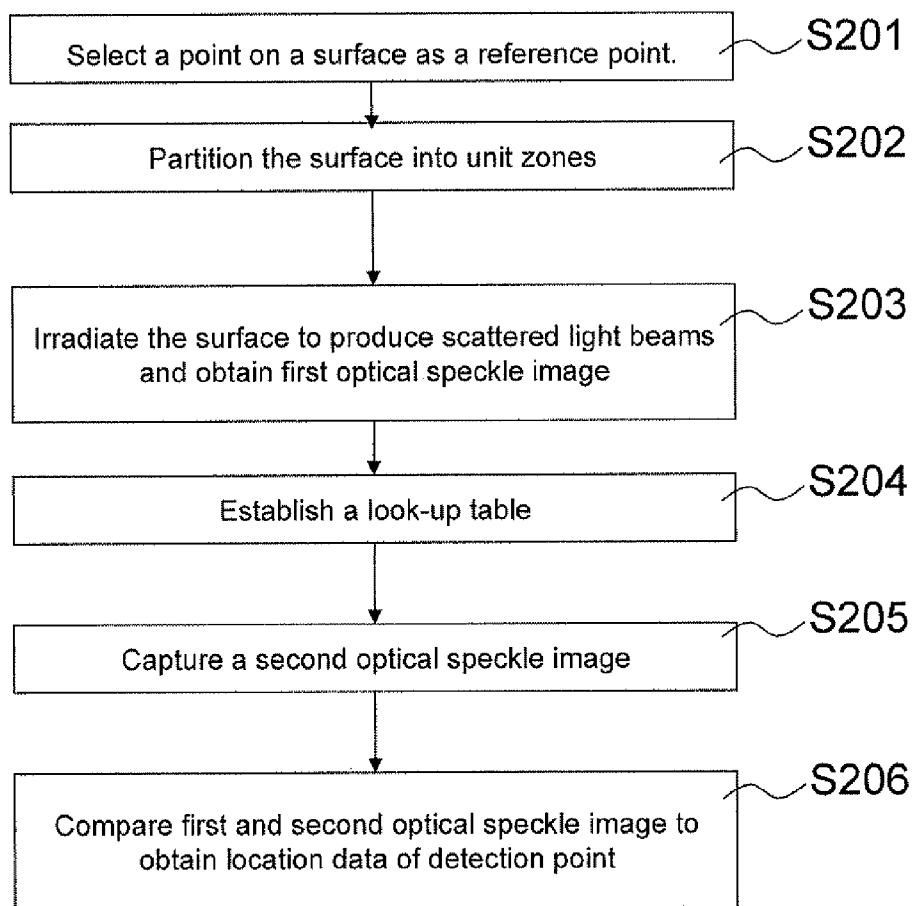 Select a point on a surface as a reference point.
S201
Partition the surface into unit zones
S202
Irradiate the surface to produce scattered light beams
and obtain first optical speckle image
S203
Establish a look-up table
S204
Capture a second optical speckle image
S205
Compare first and second optical speckle image to
obtain location data of detection point
S206